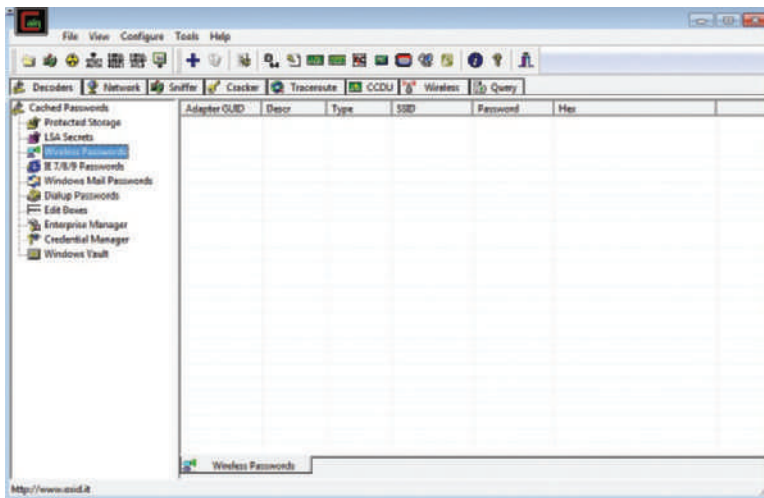 Cain
File View Configure Tools Help
Decoders Network Sniffer Cracker Traceroute CCDU Wireless Query
Cached Passwords
Protected Storage
LSA Secrets
Wireless Passwords
IE 7/8/9 Passwords
Windows Mail Passwords
Dialup Passwords
Edit Boxes
Enterprise Manager
Credential Manager
Windows Vault
Adapter GUID Descr Type SSID Password Hex
Wireless Passwords
http://www.oxid.it